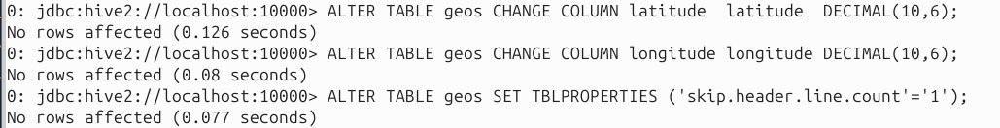 0: jdbc:hive2://localhost:10000> ALTER TABLE geos CHANGE COLUMN latitude  latitude  DECIMAL(10,6);
No rows affected (0.126 seconds)
0: jdbc:hive2://localhost:10000> ALTER TABLE geos CHANGE COLUMN longitude longitude DECIMAL(10,6);
No rows affected (0.08 seconds)
0: jdbc:hive2://localhost:10000> ALTER TABLE geos SET TBLPROPERTIES ('skip.header.line.count'='1');
No rows affected (0.077 seconds)